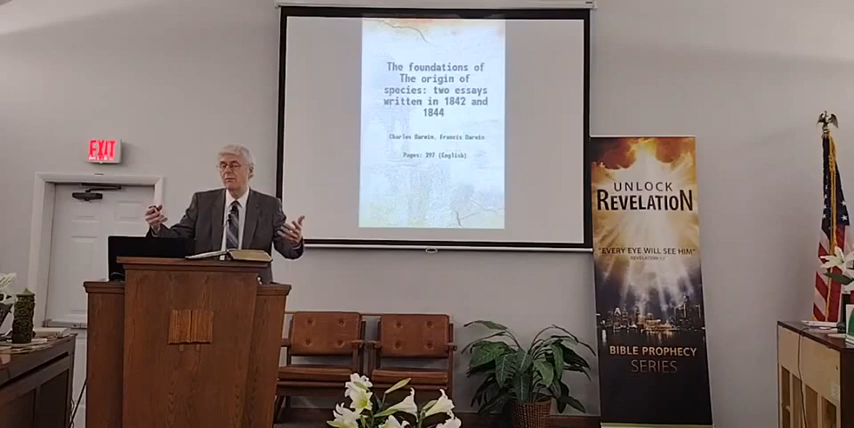 EXIT
The foundations of
The origin of
species: two essays
written in 1842 and
1844
Charles Darwin, Francis Darwin
Pages: 297 (English)
UNLOCK
REVELATION
"EVERY EYE WILL SEE HIM"
BIBLE PROPHECY
SERIES